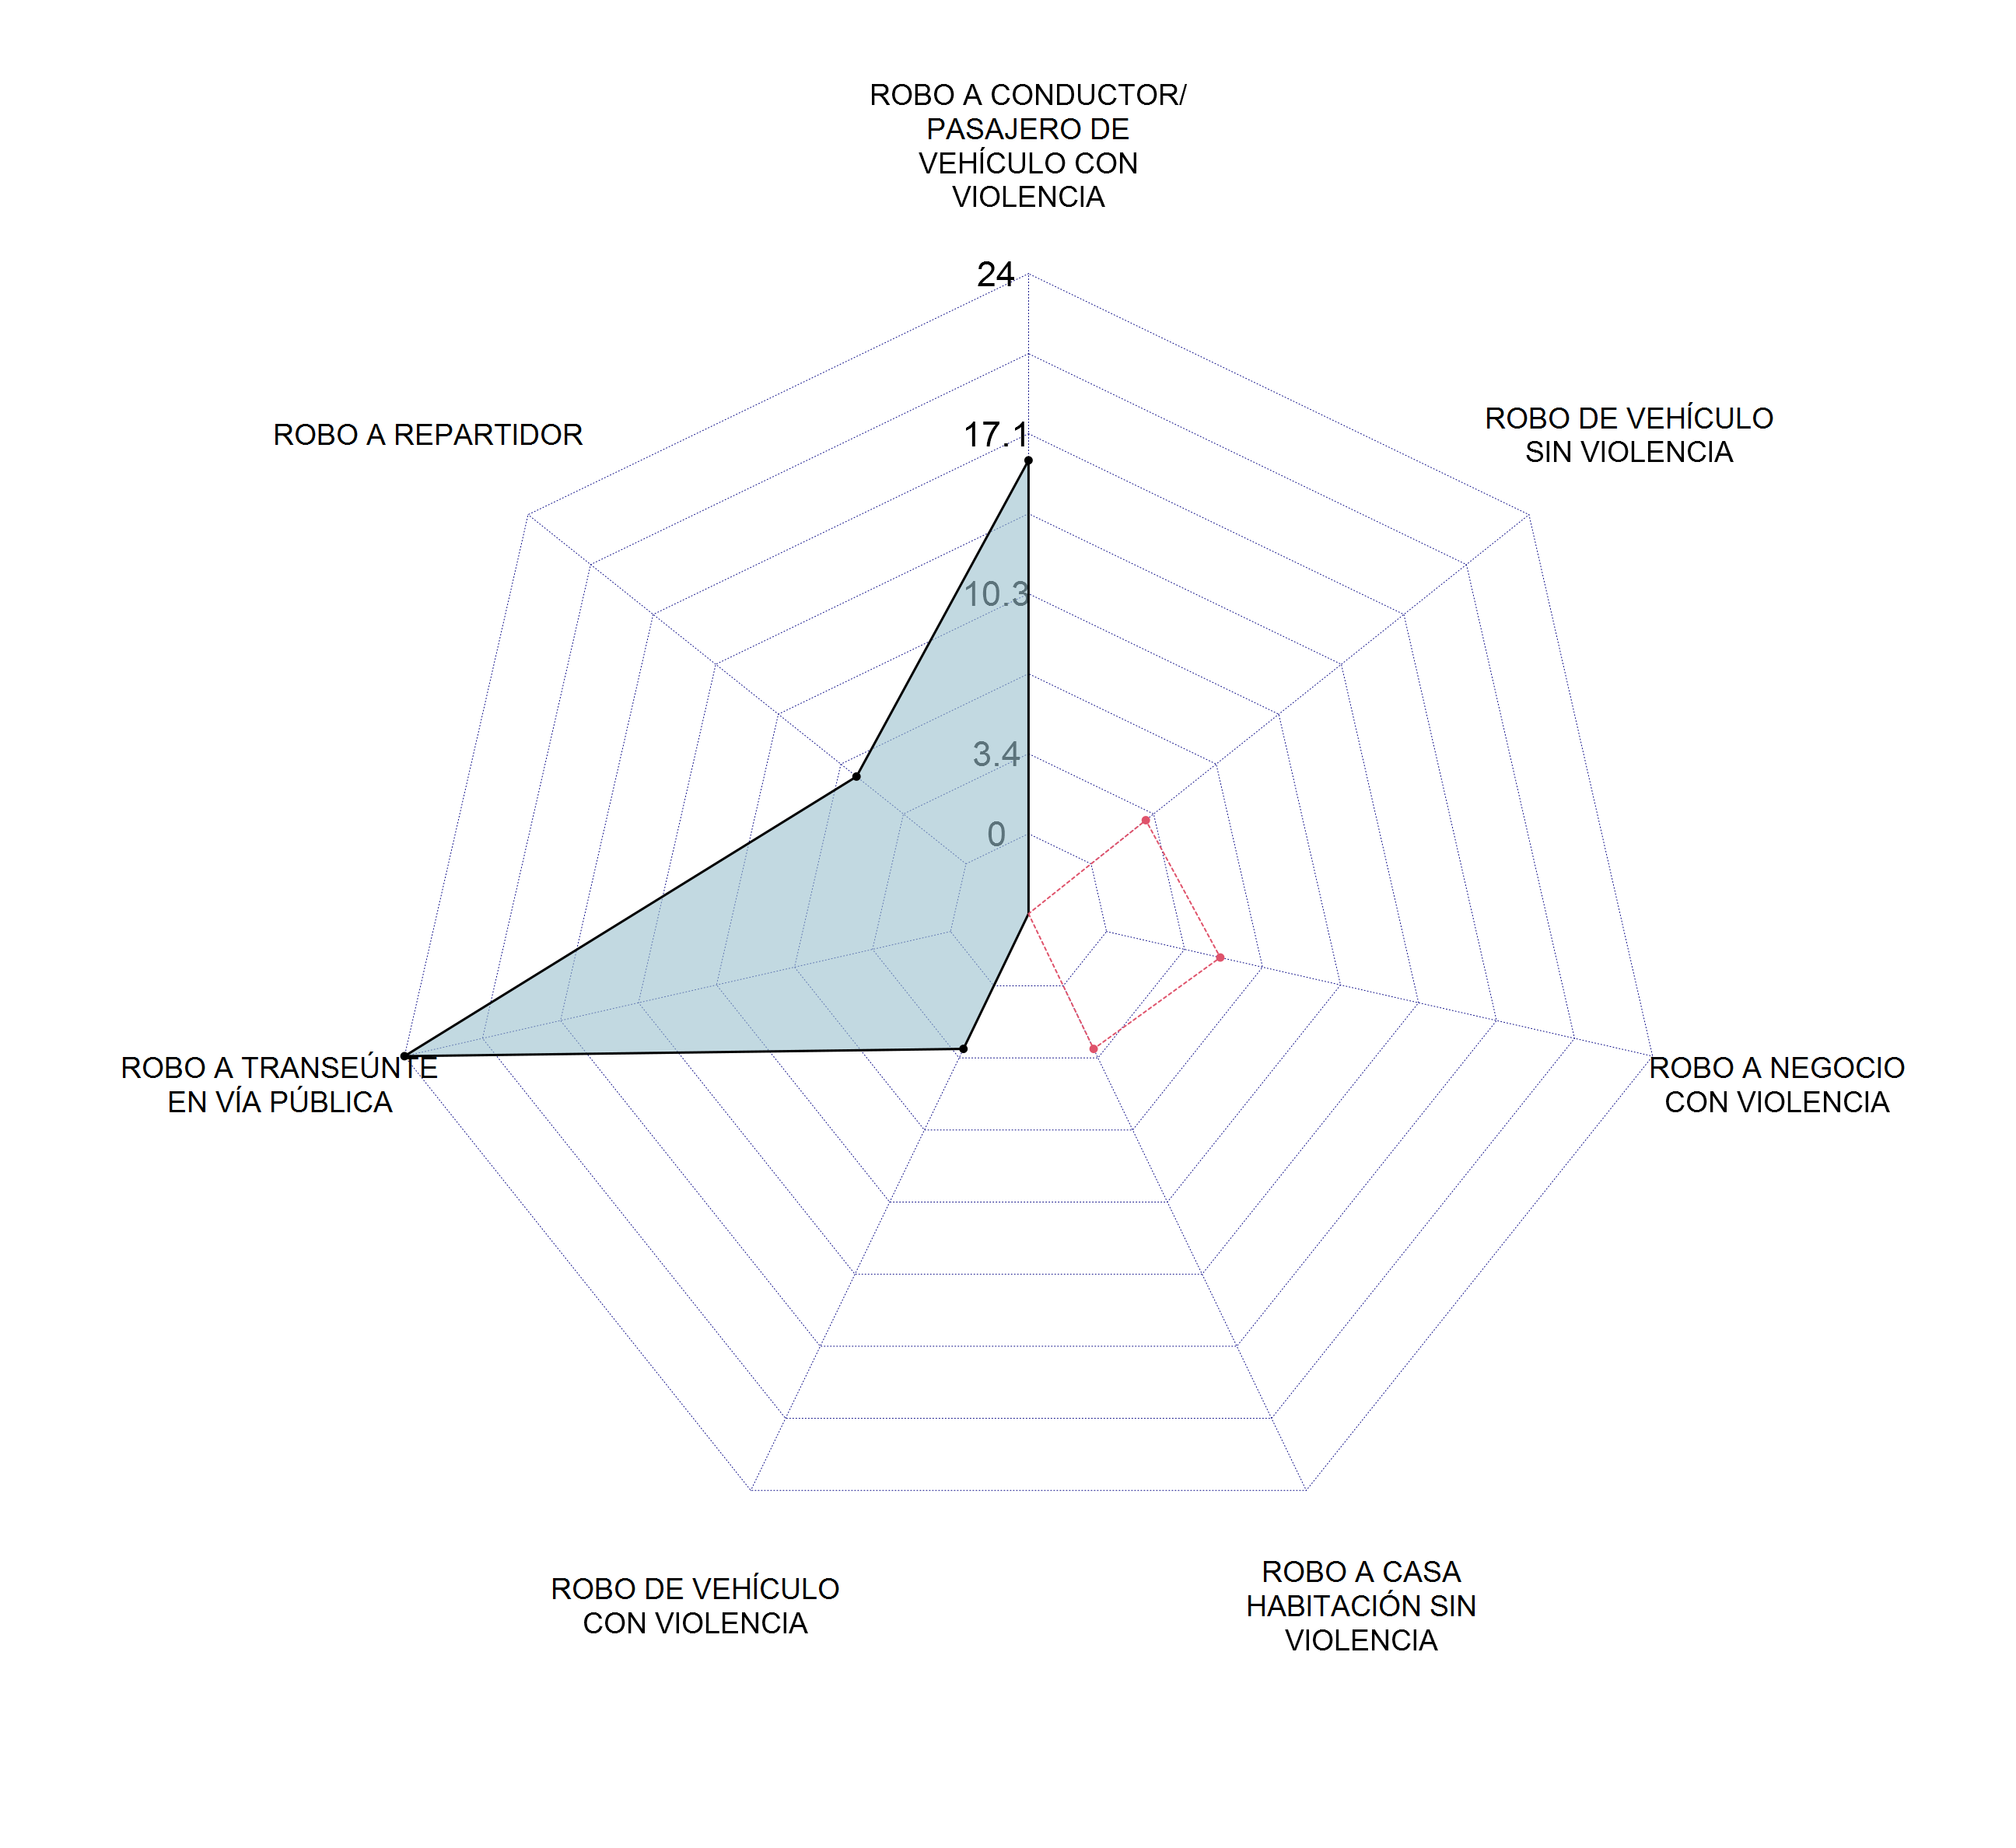 ROBO A CONDUCTOR/
PASAJERO DE
VEHÍCULO CON
VIOLENCIA
24
ROBO DE VEHÍCULO
SIN VIOLENCIA
ROBO A REPARTIDOR
17.1
10.3
3.4
0
ROBO A TRANSEÚNTE
EN VÍA PÚBLICA
ROBO A NEGOCIO
CON VIOLENCIA
ROBO DE VEHÍCULO
CON VIOLENCIA
ROBO A CASA
HABITACIÓN SIN
VIOLENCIA